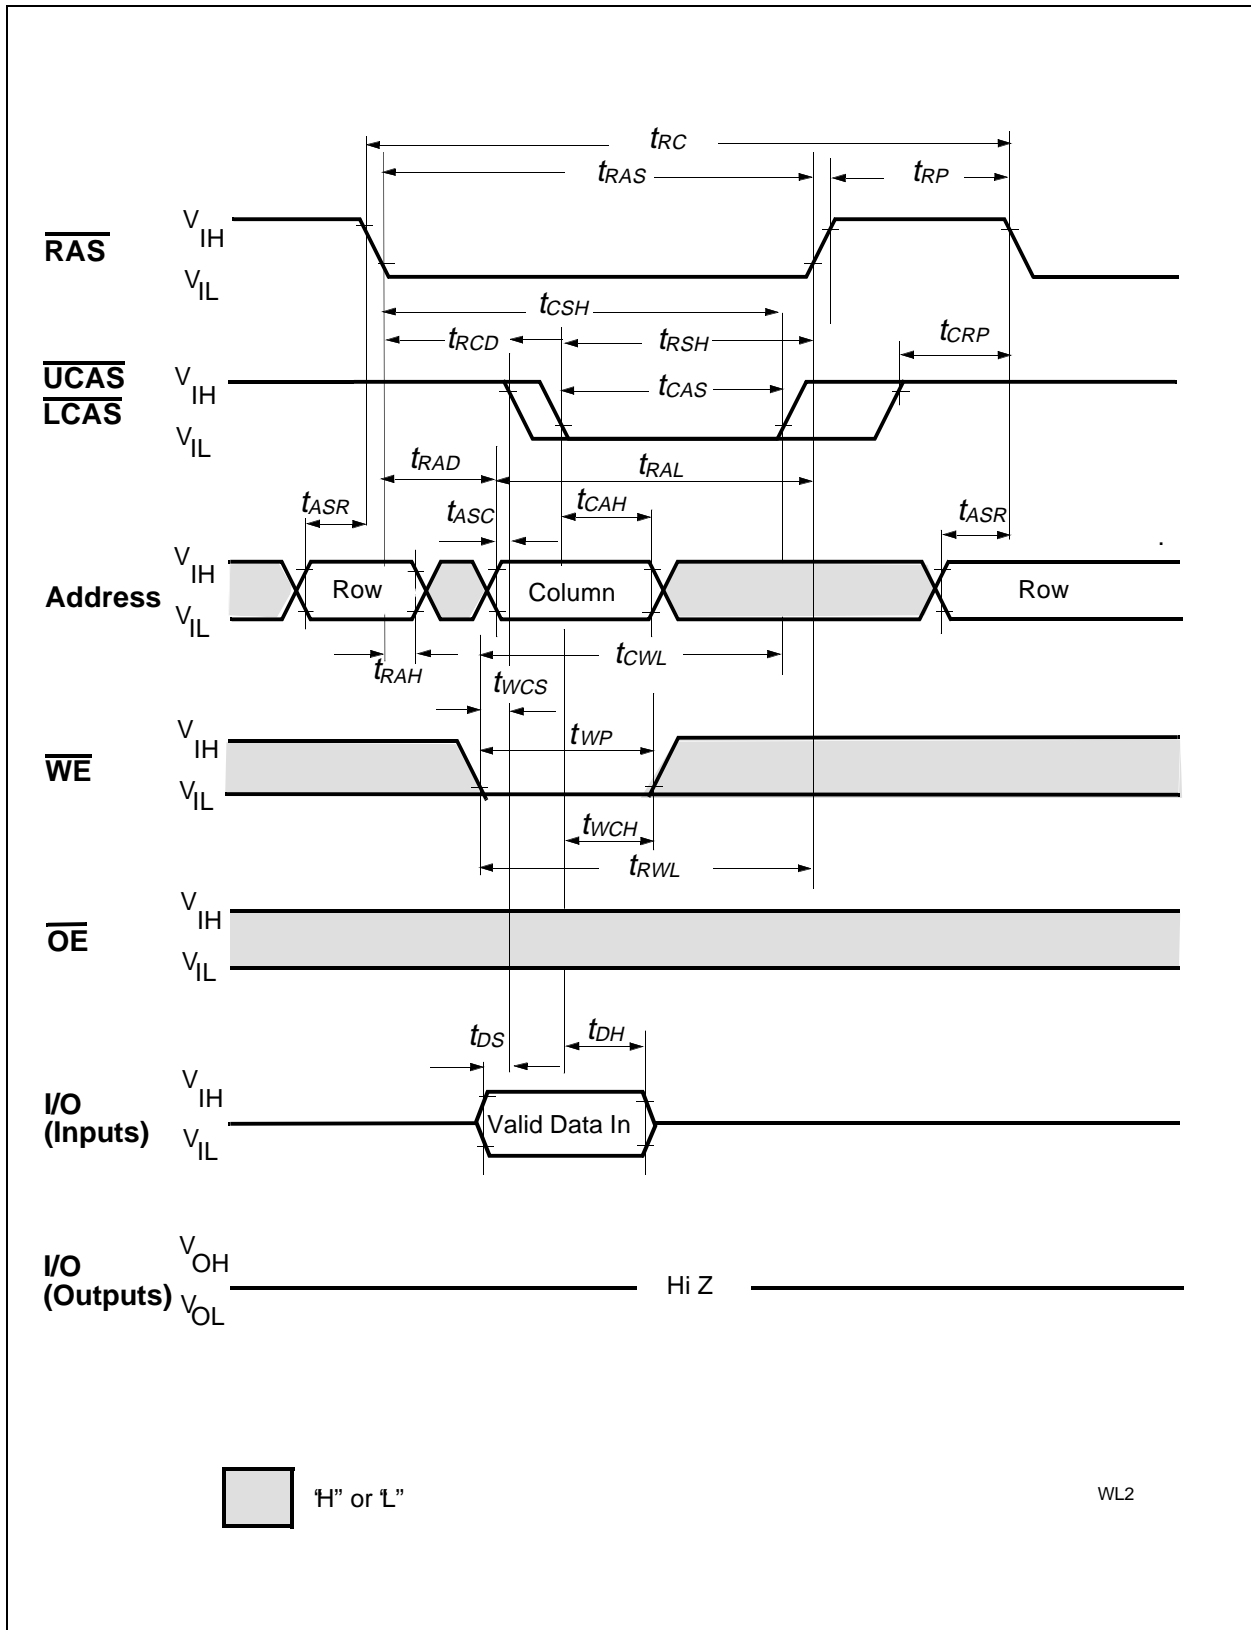 tRC
tRAS tRP
RAS VIH
VIL
tCSH
tRCD tRSH tCRP
UCAS VIH tCAS
LCAS
VIL
tRAD tRAL
tASR tASC tCAH tASR
VIH .
Address Row Column Row
VIL
tRAH tCWL
tWCS
VIH tWP
WE
VIL
tWCH
tRWL
VIH
OE
VIL
tDS tDH
VIH
I/O
(Inputs) Valid Data In
VIL
VOH
I/O
(Outputs) Hi Z
VOL
“H” or “L” WL2